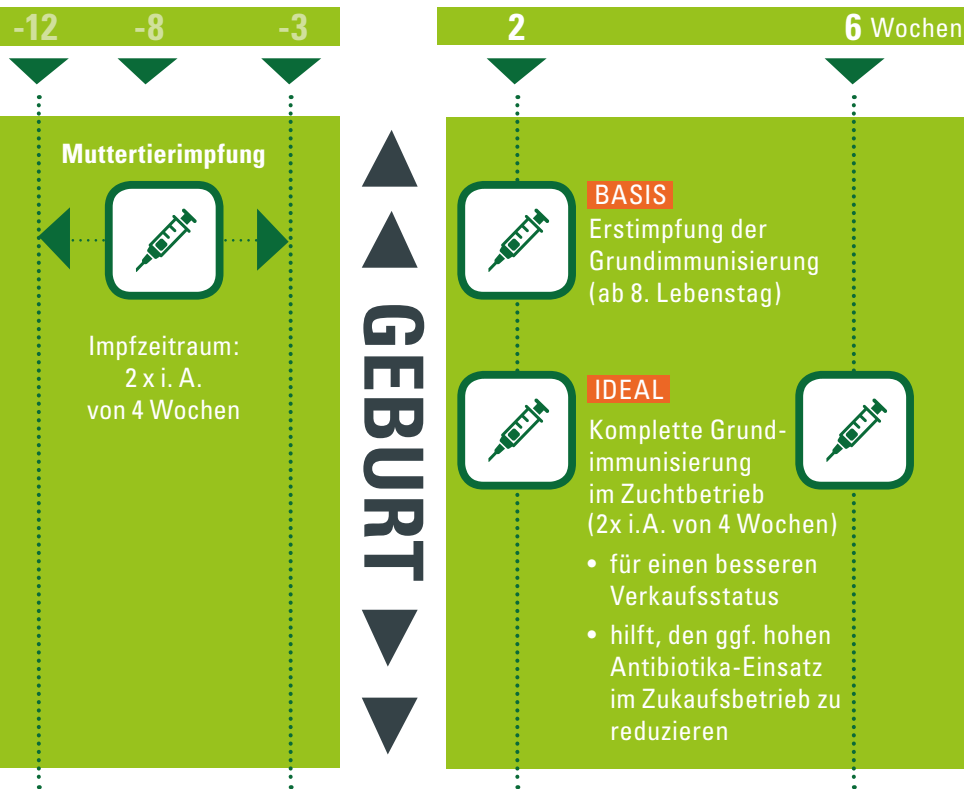 -12 -8 -3
2 6 Wochen
Muttertierimpfung
Impfzeitraum:
2 x i. A.
von 4 Wochen
GEBURT
BASIS
Erstimpfung der
Grundimmunisierung
(ab 8. Lebenstag)
IDEAL
Komplette Grund-
immunisierung
im Zuchtbetrieb
(2x i.A. von 4 Wochen)
• für einen besseren
Verkaufsstatus
• hilft, den ggf. hohen
Antibiotika-Einsatz
im Zukaufsbetrieb zu
reduzieren